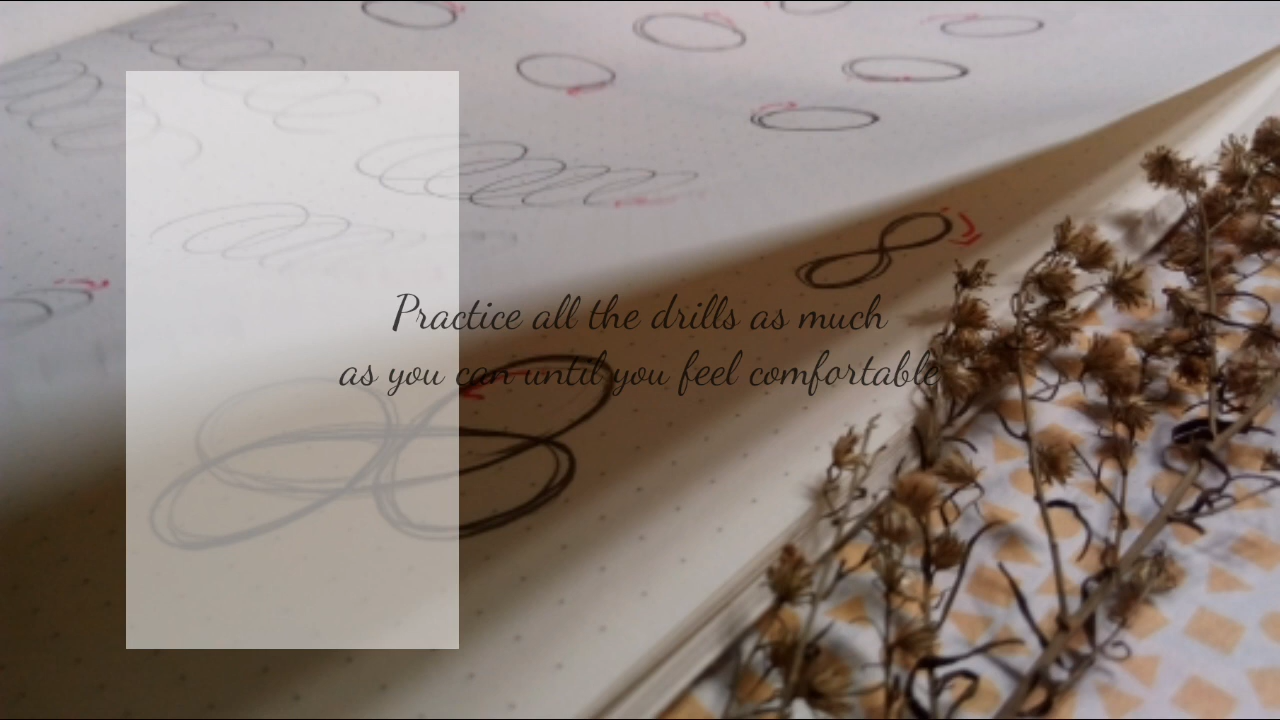 Practice all the drills as much
as you can until you feel comfortable